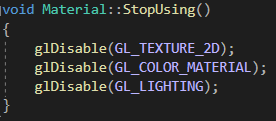 void Material::StopUsing()
{
    glDisable(GL_TEXTURE_2D);
    glDisable(GL_COLOR_MATERIAL);
    glDisable(GL_LIGHTING);
}